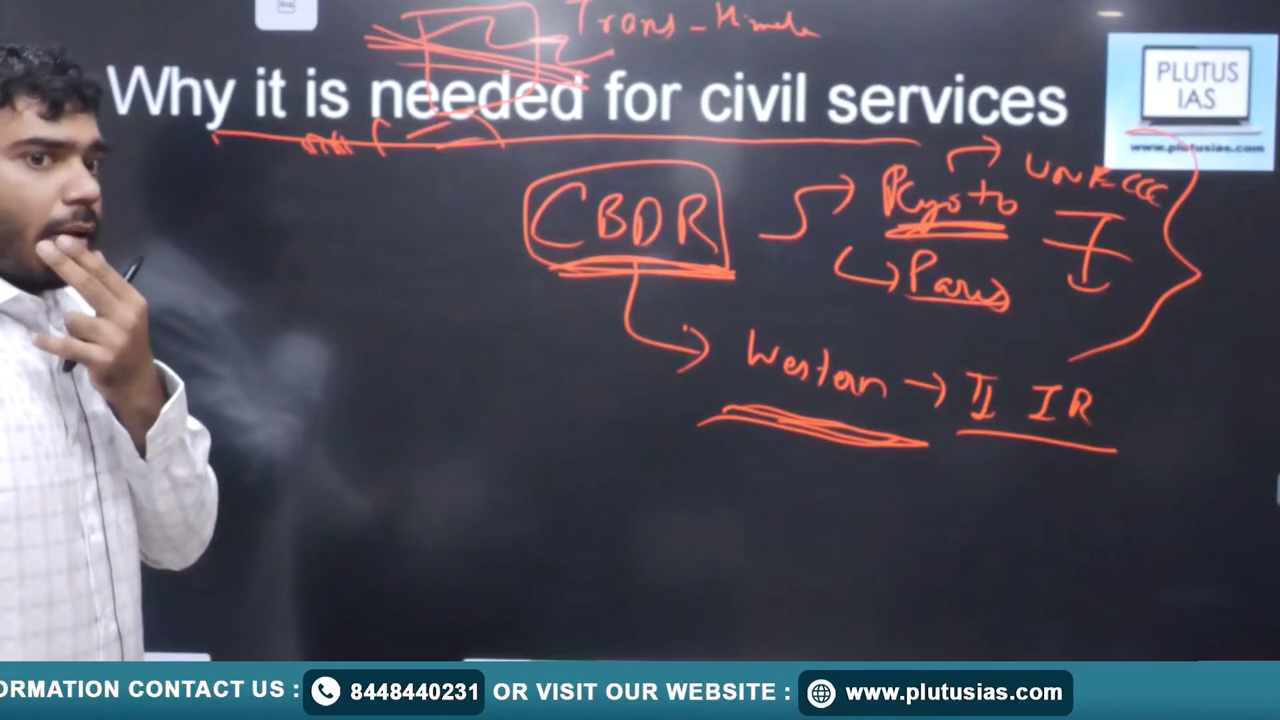 Trans-Himala
Why it is needed for civil services
PLUTUS
IAS
www.plutusias.com
CBDR
Kyoto
Paris
Western → II IR
ORMATION CONTACT US : 8448440231 OR VISIT OUR WEBSITE : www.plutusias.com